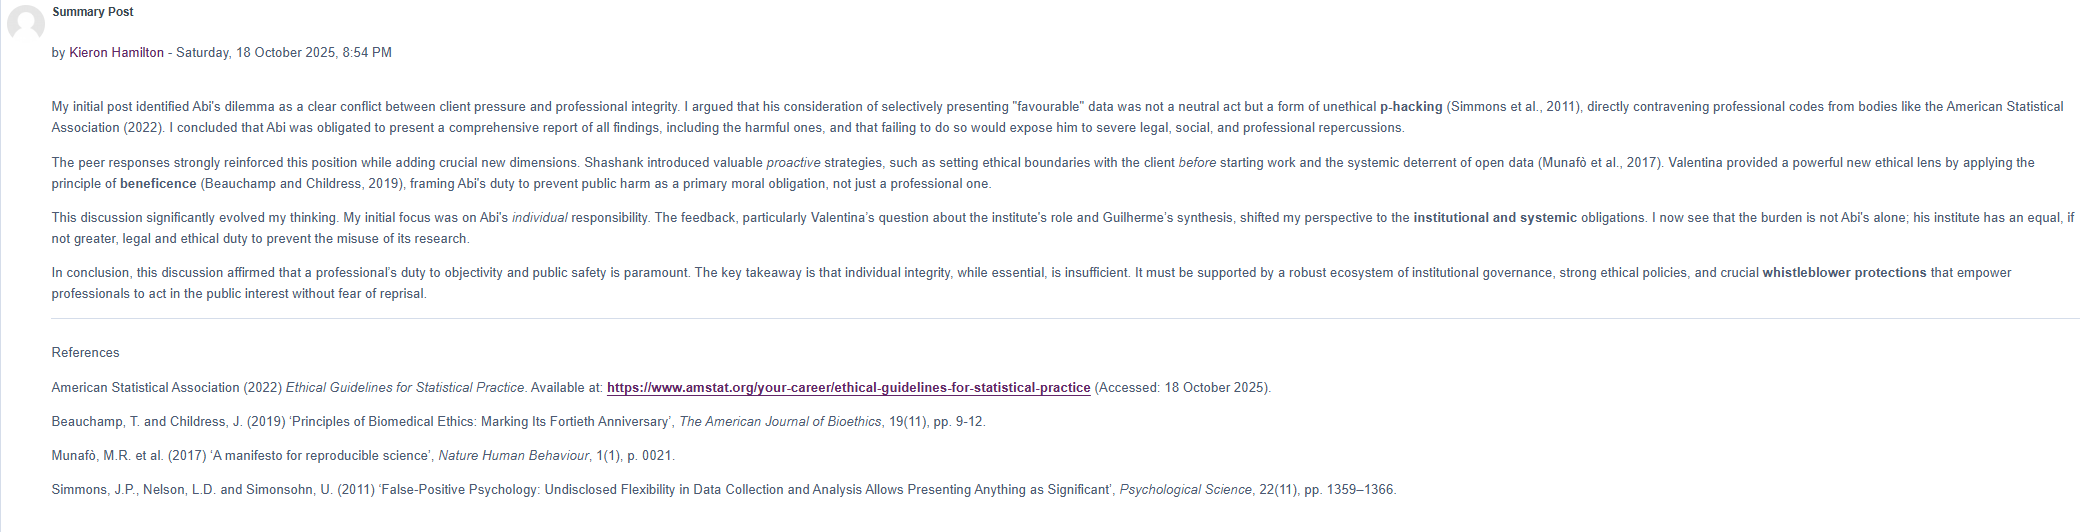 Summary Post
by Kieron Hamilton - Saturday, 18 October 2025, 8:54 PM
My initial post identified Abi's dilemma as a clear conflict between client pressure and professional integrity. I argued that his consideration of selectively presenting "favourable" data was not a neutral act but a form of unethical p-hacking (Simmons et al., 2011), directly contravening professional codes from bodies like the American Statistical
Association (2022). I concluded that Abi was obligated to present a comprehensive report of all findings, including the harmful ones, and that failing to do so would expose him to severe legal, social, and professional repercussions.
The peer responses strongly reinforced this position while adding crucial new dimensions. Shashank introduced valuable proactive strategies, such as setting ethical boundaries with the client before starting work and the systemic deterrent of open data (Munafò et al., 2017). Valentina provided a powerful new ethical lens by applying the
principle of beneficence (Beauchamp and Childress, 2019), framing Abi's duty to prevent public harm as a primary moral obligation, not just a professional one.
This discussion significantly evolved my thinking. My initial focus was on Abi's individual responsibility. The feedback, particularly Valentina's question about the institute's role and Guilherme's synthesis, shifted my perspective to the institutional and systemic obligations. I now see that the burden is not Abi's alone; his institute has an equal, if
not greater, legal and ethical duty to prevent the misuse of its research.
In conclusion, this discussion affirmed that a professional's duty to objectivity and public safety is paramount. The key takeaway is that individual integrity, while essential, is insufficient. It must be supported by a robust ecosystem of institutional governance, strong ethical policies, and crucial whistleblower protections that empower
professionals to act in the public interest without fear of reprisal.
References
American Statistical Association (2022) Ethical Guidelines for Statistical Practice. Available at: https://www.amstat.org/your-career/ethical-guidelines-for-statistical-practice (Accessed: 18 October 2025).
Beauchamp, T. and Childress, J. (2019) 'Principles of Biomedical Ethics: Marking Its Fortieth Anniversary', The American Journal of Bioethics, 19(11), pp. 9-12.
Munafò, M.R. et al. (2017) 'A manifesto for reproducible science', Nature Human Behaviour, 1(1), p. 0021.
Simmons, J.P., Nelson, L.D. and Simonsohn, U. (2011) 'False-Positive Psychology: Undisclosed Flexibility in Data Collection and Analysis Allows Presenting Anything as Significant', Psychological Science, 22(11), pp. 1359–1366.